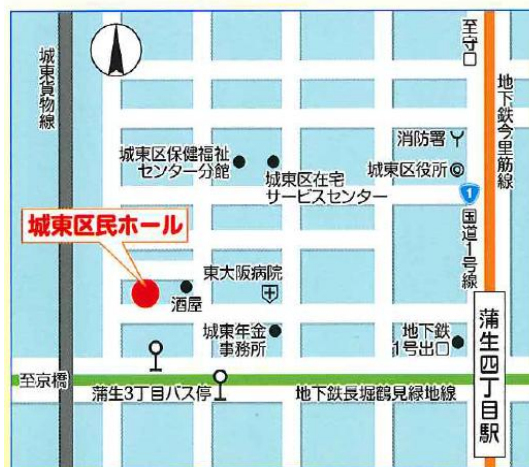 城東貨物線
至守口
地下鉄今里筋線
消防署
城東区保健福祉
センター分館
城東区役所
城東区在宅
サービスセンター
1
国道1号線
城東区民ホール
東大阪病院
酒屋
城東年金
事務所
地下鉄
1号出口
蒲生四丁目駅
至京橋
蒲生3丁目バス停
地下鉄長堀鶴見緑地線